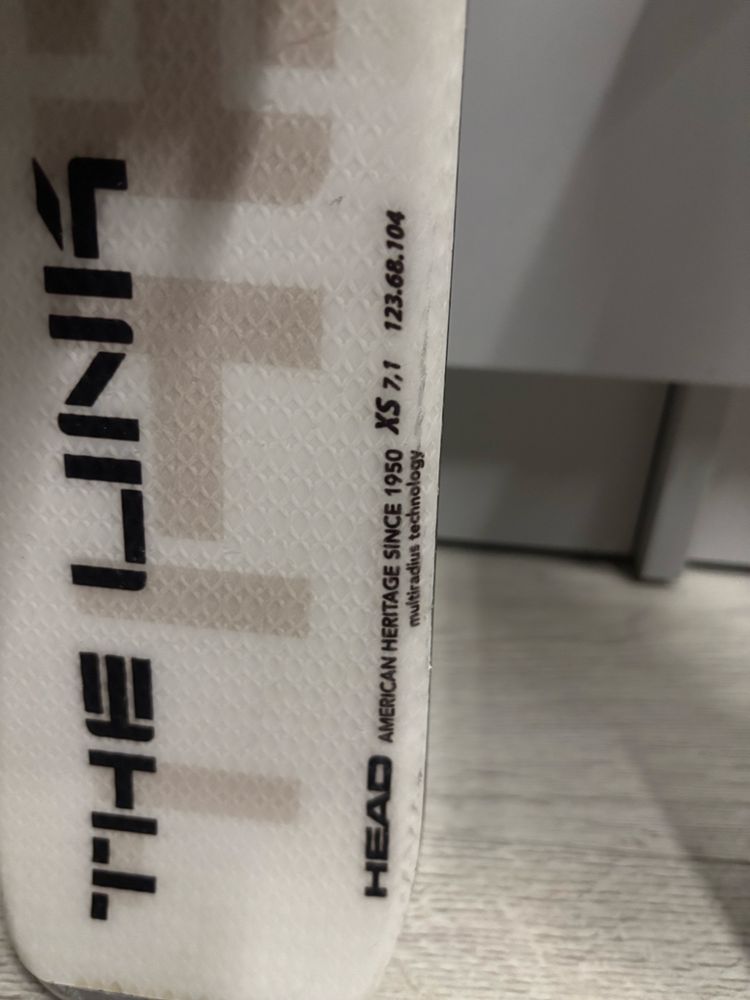 THE LINK
HEAD AMERICAN HERITAGE SINCE 1950 XS 7,1 123.68.104
multiradius technology